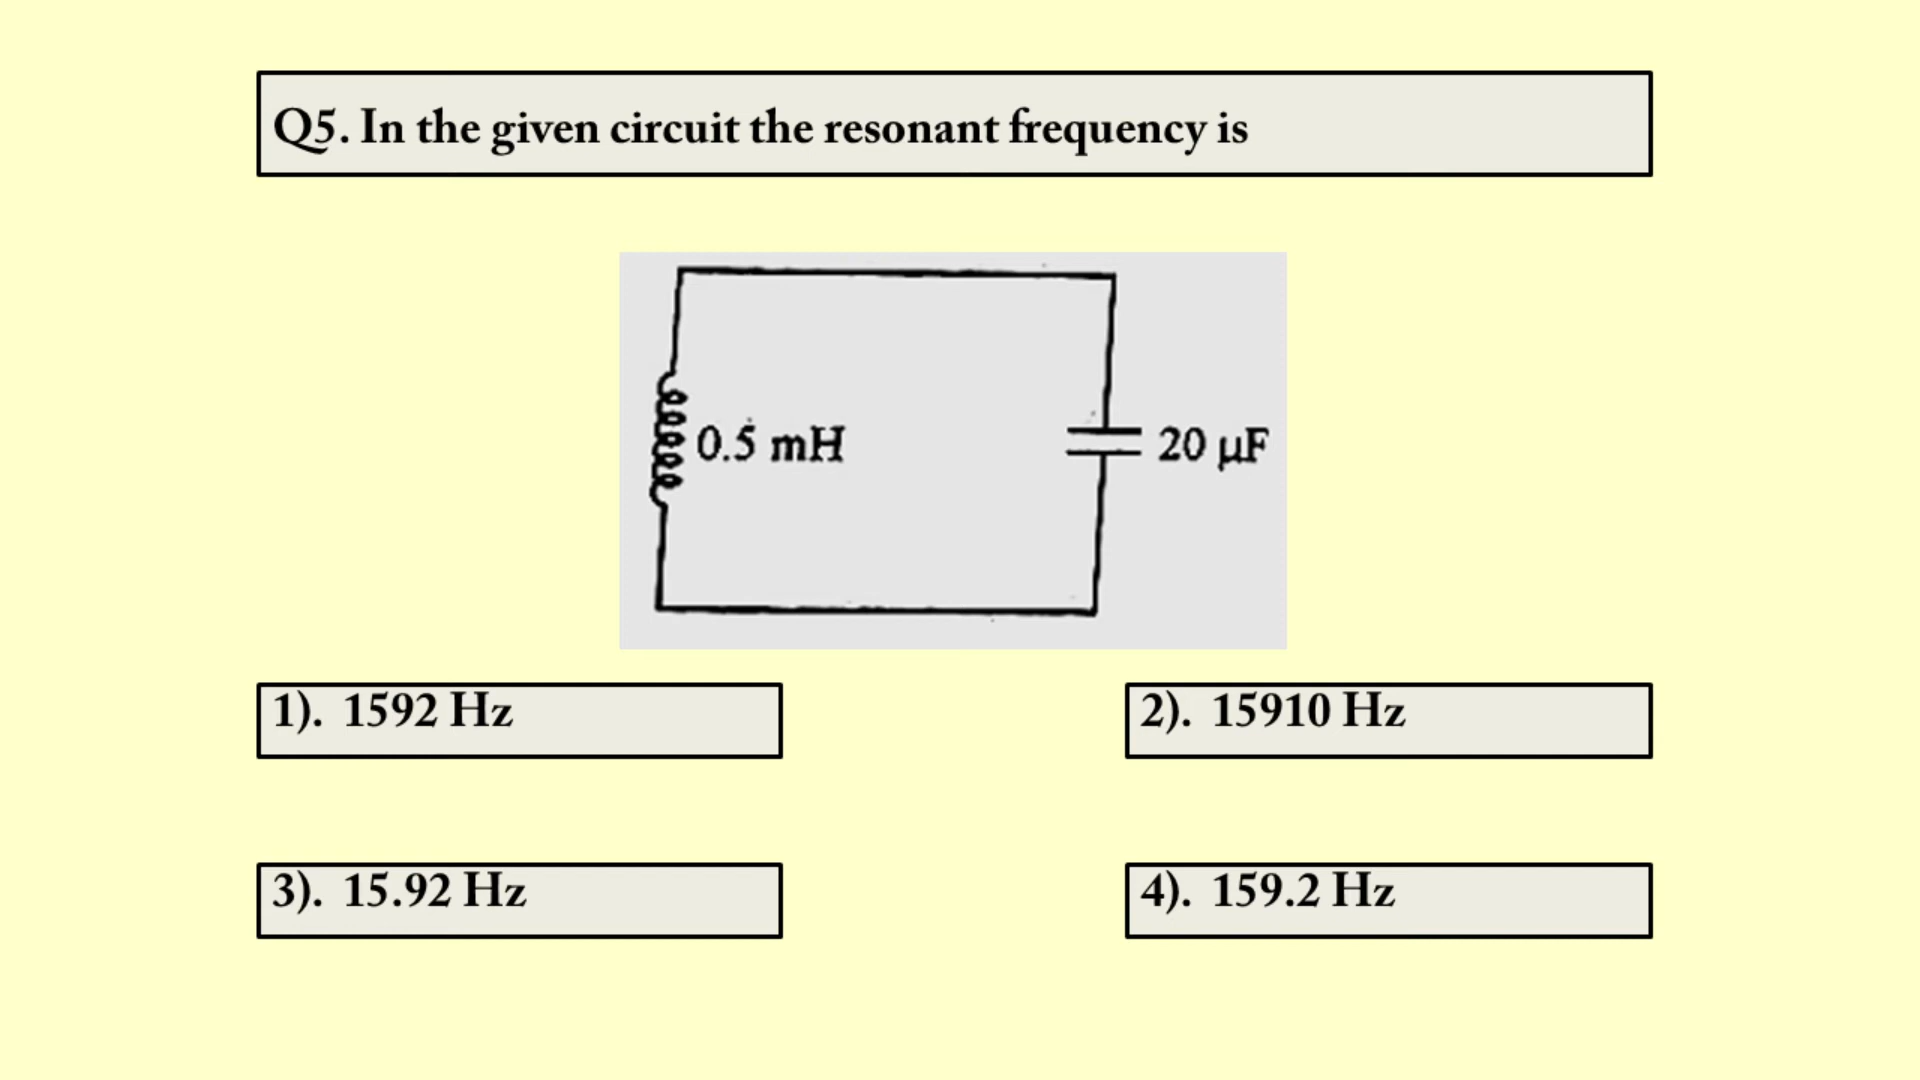 Q5. In the given circuit the resonant frequency is
0.5 mH
20 µF
1). 1592 Hz
2). 15910 Hz
3). 15.92 Hz
4). 159.2 Hz